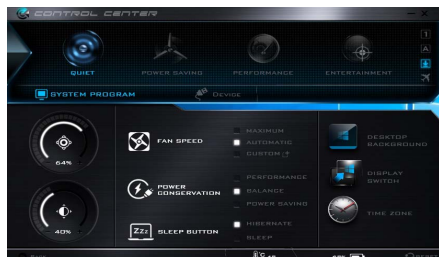 CONTROL CENTER
1
A
QUIET
POWER SAVING
PERFORMANCE
ENTERTAINMENT
SYSTEM PROGRAM
DEVICE
64%
FAN SPEED
MAXIMUM
AUTOMATIC
CUSTOM
DESKTOP
BACKGROUND
40%
POWER
CONSERVATION
PERFORMANCE
BALANCE
POWER SAVING
DISPLAY
SWITCH
Zzz
SLEEP BUTTON
HIBERNATE
SLEEP
TIME ZONE